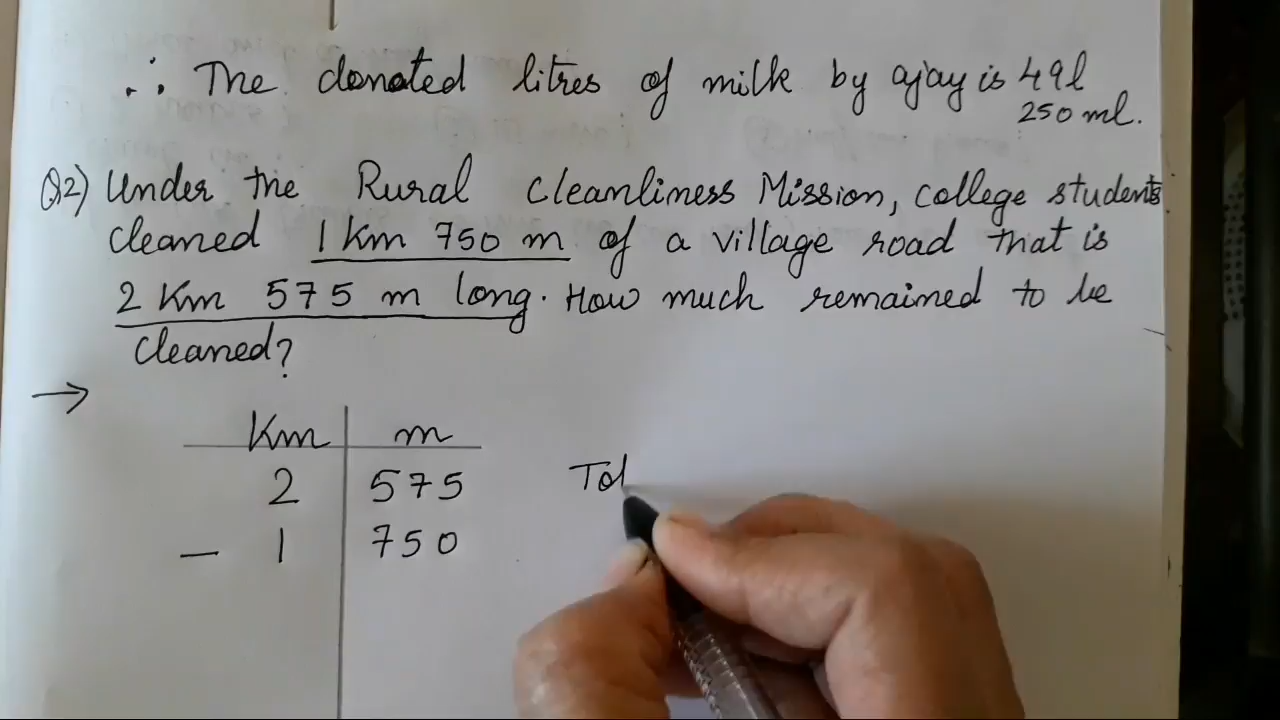 ∴ The donated litres of milk by ajay is 49l
250 ml.
Q2) Under the Rural Cleanliness Mission, college students
cleaned 1 Km 750 m of a village road that is
2 Km 575 m long. How much remained to be
cleaned?
→
Km m
2 575 Tot
- 1 750